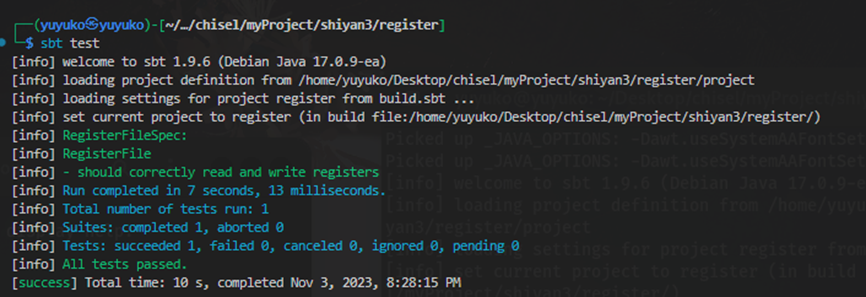 (yuyuko㉿yuyuko)-[~/…/chisel/myProject/shiyan3/register]
$ sbt test
[info] welcome to sbt 1.9.6 (Debian Java 17.0.9-ea)
[info] loading project definition from /home/yuyuko/Desktop/chisel/myProject/shiyan3/register/project
[info] loading settings for project register from build.sbt ...
[info] set current project to register (in build file:/home/yuyuko/Desktop/chisel/myProject/shiyan3/register/)
[info] RegisterFileSpec:
[info] RegisterFile
[info] - should correctly read and write registers
[info] Run completed in 7 seconds, 13 milliseconds.
[info] Total number of tests run: 1
[info] Suites: completed 1, aborted 0
[info] Tests: succeeded 1, failed 0, canceled 0, ignored 0, pending 0
[info] All tests passed.
[success] Total time: 10 s, completed Nov 3, 2023, 8:28:15 PM